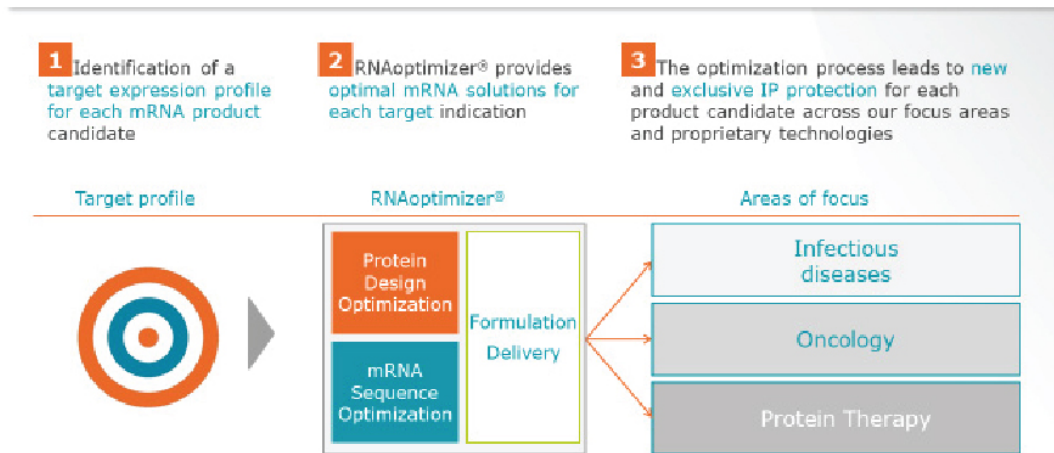 1 Identification of a
target expression profile
for each mRNA product
candidate
2 RNAoptimizer® provides
optimal mRNA solutions for
each target indication
3 The optimization process leads to new
and exclusive IP protection for each
product candidate across our focus areas
and proprietary technologies
Target profile
RNAoptimizer®
Areas of focus
Protein
Design
Optimization
mRNA
Sequence
Optimization
Formulation
Delivery
Infectious
diseases
Oncology
Protein Therapy